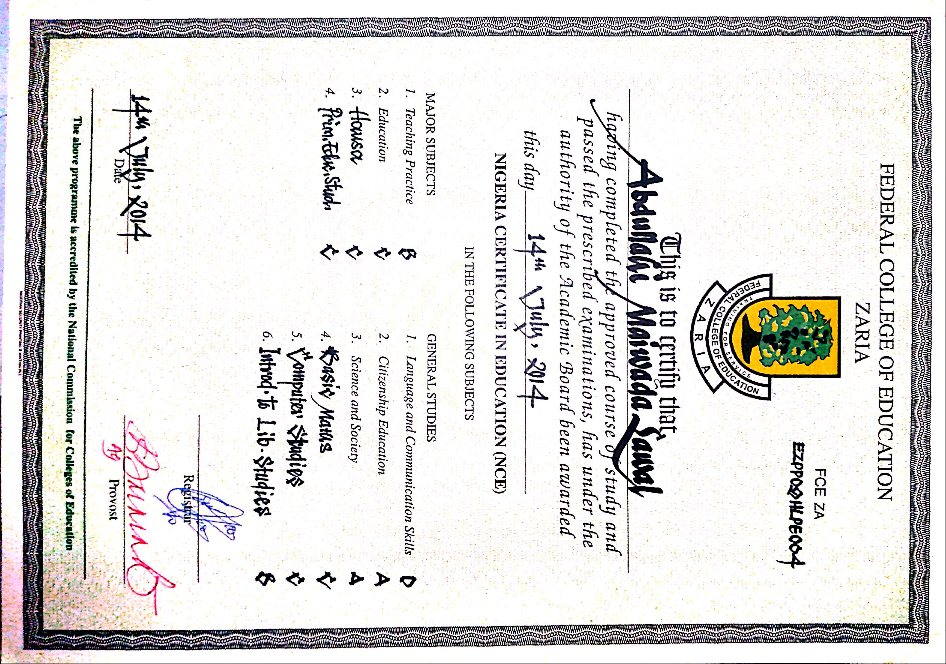 FEDERAL COLLEGE OF EDUCATION
ZARIA
FCE ZA
FEDERAL COLLEGE OF EDUCATION
ZARIA
This is to certify that
Abdullahi Maiwada Lawal
having completed the approved course of study and
passed the prescribed examinations, has under the
authority of the Academic Board been awarded
this day 14th July, 2014
NIGERIA CERTIFICATE IN EDUCATION (NCE)
IN THE FOLLOWING SUBJECTS
MAJOR SUBJECTS
1. Teaching Practice B
2. Education C
3. Hausa C
4. Prim. Educ. Stud. C
GENERAL STUDIES
1. Language and Communication Skills D
2. Citizenship Education. A
3. Science and Society A
4. Basic Maths C
5. Computer Studies C
6. Introd. to Lib. Studies B
Registrar
14th July, 2014
Date
Ag Provost
The above programme is accredited by the National Commission for Colleges of Education